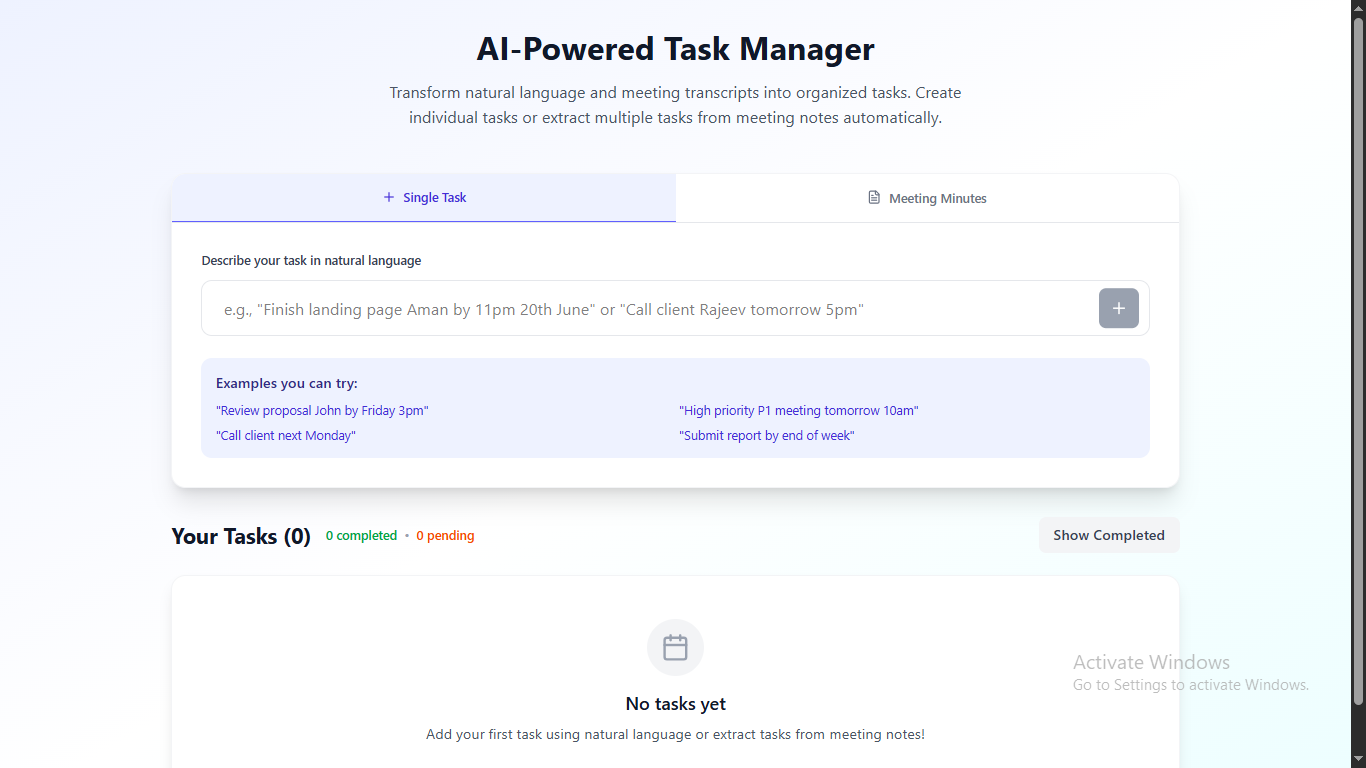 AI-Powered Task Manager
Transform natural language and meeting transcripts into organized tasks. Create
individual tasks or extract multiple tasks from meeting notes automatically.
Single Task
Meeting Minutes
Describe your task in natural language
e.g., "Finish landing page Aman by 11pm 20th June" or "Call client Rajeev tomorrow 5pm"
Examples you can try:
"Review proposal John by Friday 3pm"
"High priority P1 meeting tomorrow 10am"
"Call client next Monday"
"Submit report by end of week"
Your Tasks (0) 0 completed • 0 pending
Show Completed
No tasks yet
Add your first task using natural language or extract tasks from meeting notes!
Activate Windows
Go to Settings to activate Windows.